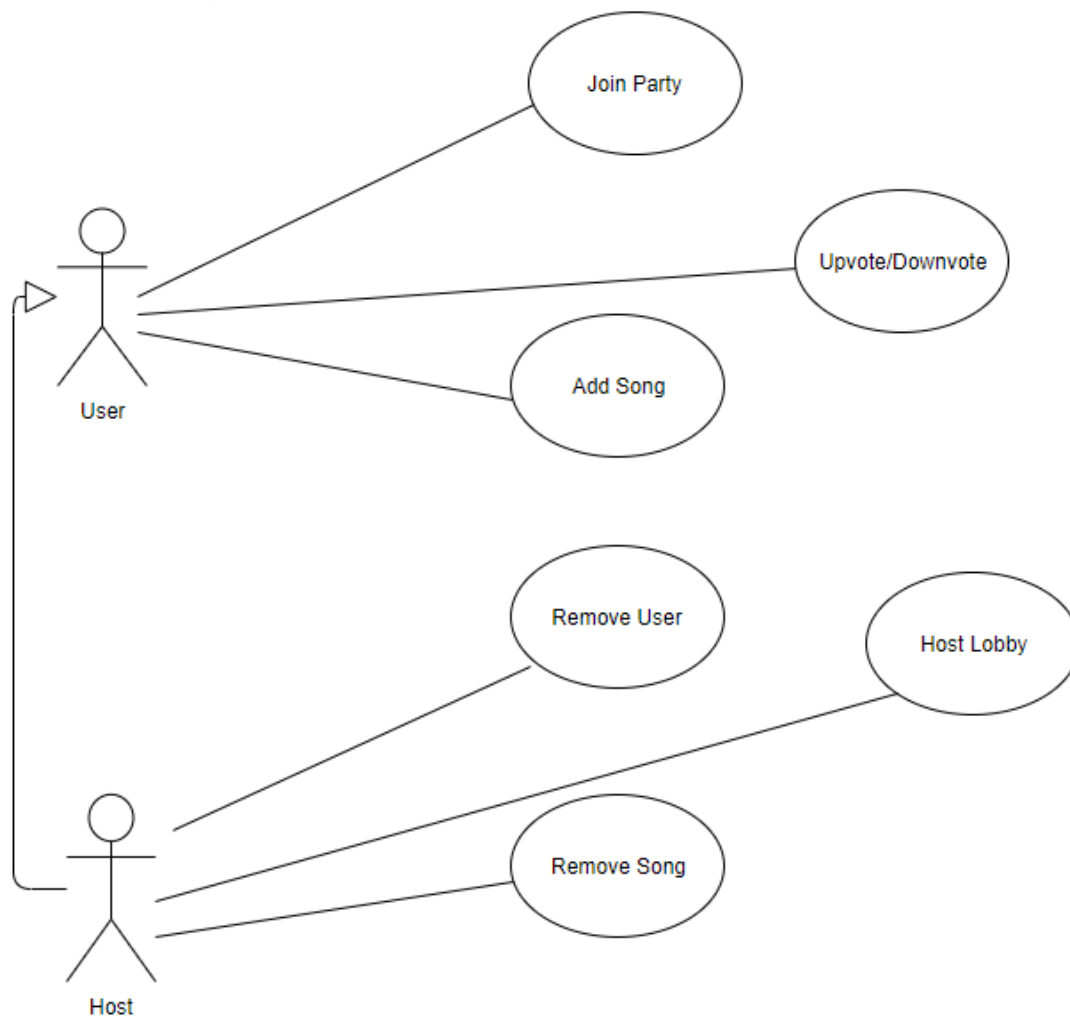 Join Party
Upvote/Downvote
Add Song
User
Remove User
Host Lobby
Remove Song
Host